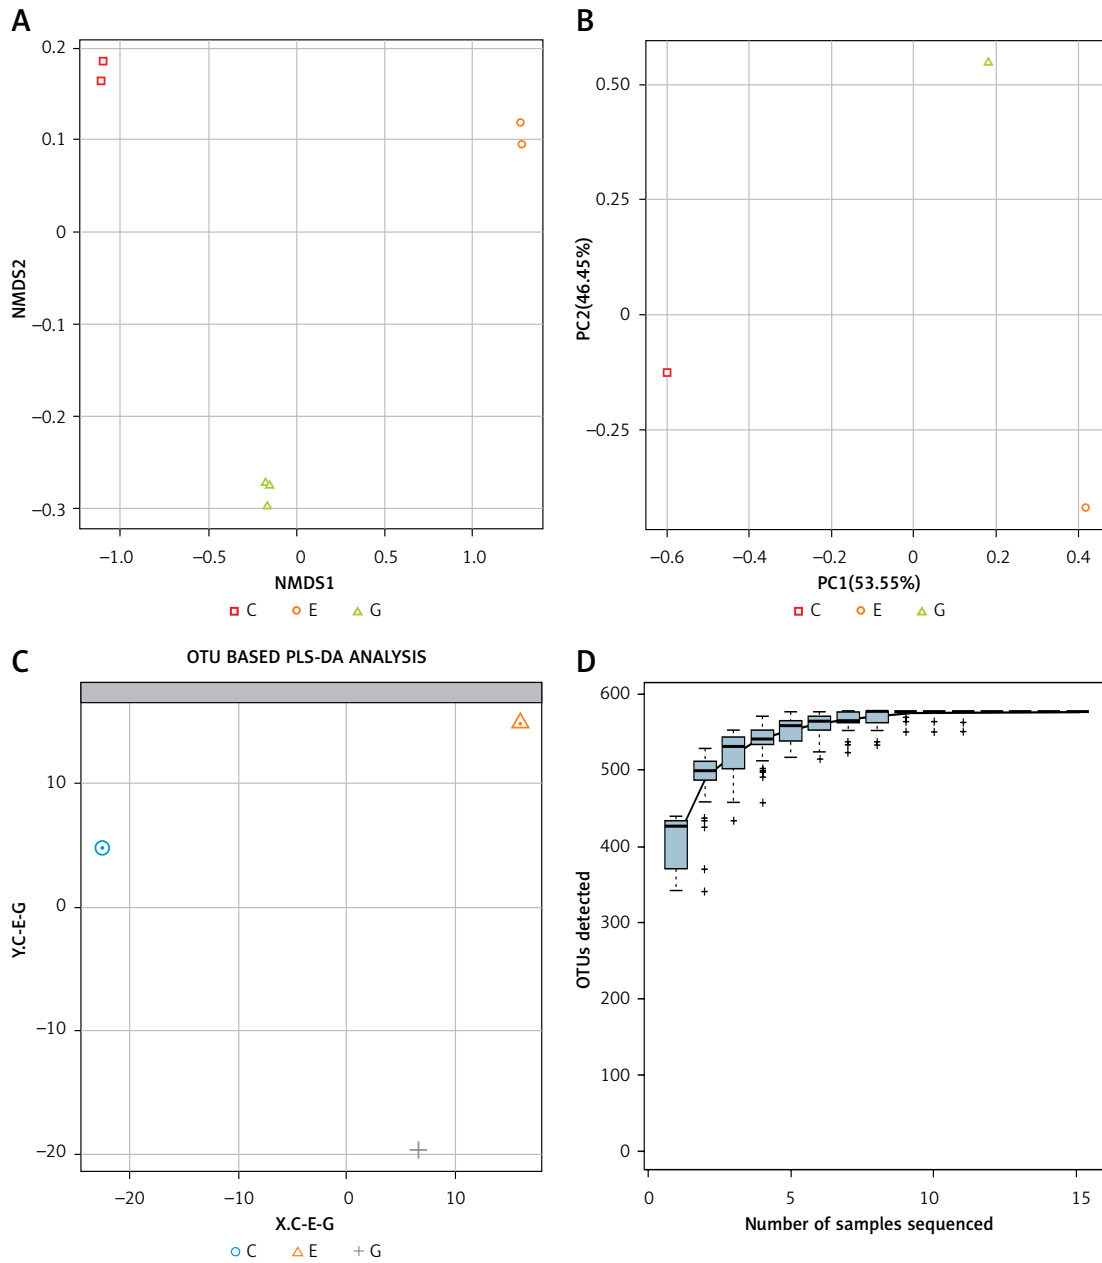 A
0.2
0.1
0
−0.1
−0.2
−0.3
NMDS2
−1.0 −0.5 0 0.5 1.0
NMDS1
C E G
B
0.50
0.25
0
−0.25
PC2(46.45%)
−0.6 −0.4 −0.2 0 0.2 0.4
PC1(53.55%)
C E G
C
OTU BASED PLS-DA ANALYSIS
10
0
−10
−20
Y.C-E-G
−20 −10 0 10
X.C-E-G
C E G
D
600
500
400
300
200
100
0
OTUs detected
0 5 10 15
Number of samples sequenced